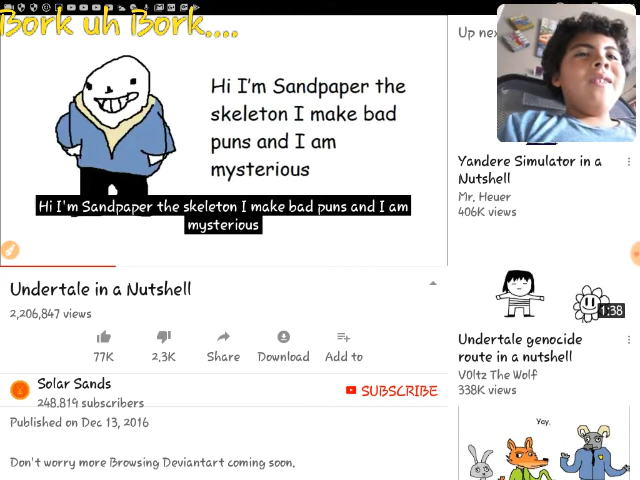 Bork uh Bork....
Hi I'm Sandpaper the
skeleton I make bad
puns and I am
mysterious
Hi I'm Sandpaper the skeleton I make bad puns and I am
mysterious
Undertale in a Nutshell
2,206,847 views
77K
2,3K
Share
Download
Add to
Solar Sands
248.819 subscribers
SUBSCRIBE
Published on Dec 13, 2016
Don't worry more Browsing Deviantart coming soon.
Up nex
Yandere Simulator in a
Nutshell
Mr. Heuer
406K views
1:38
Undertale genocide
route in a nutshell
V0ltz The Wolf
338K views
Yay.